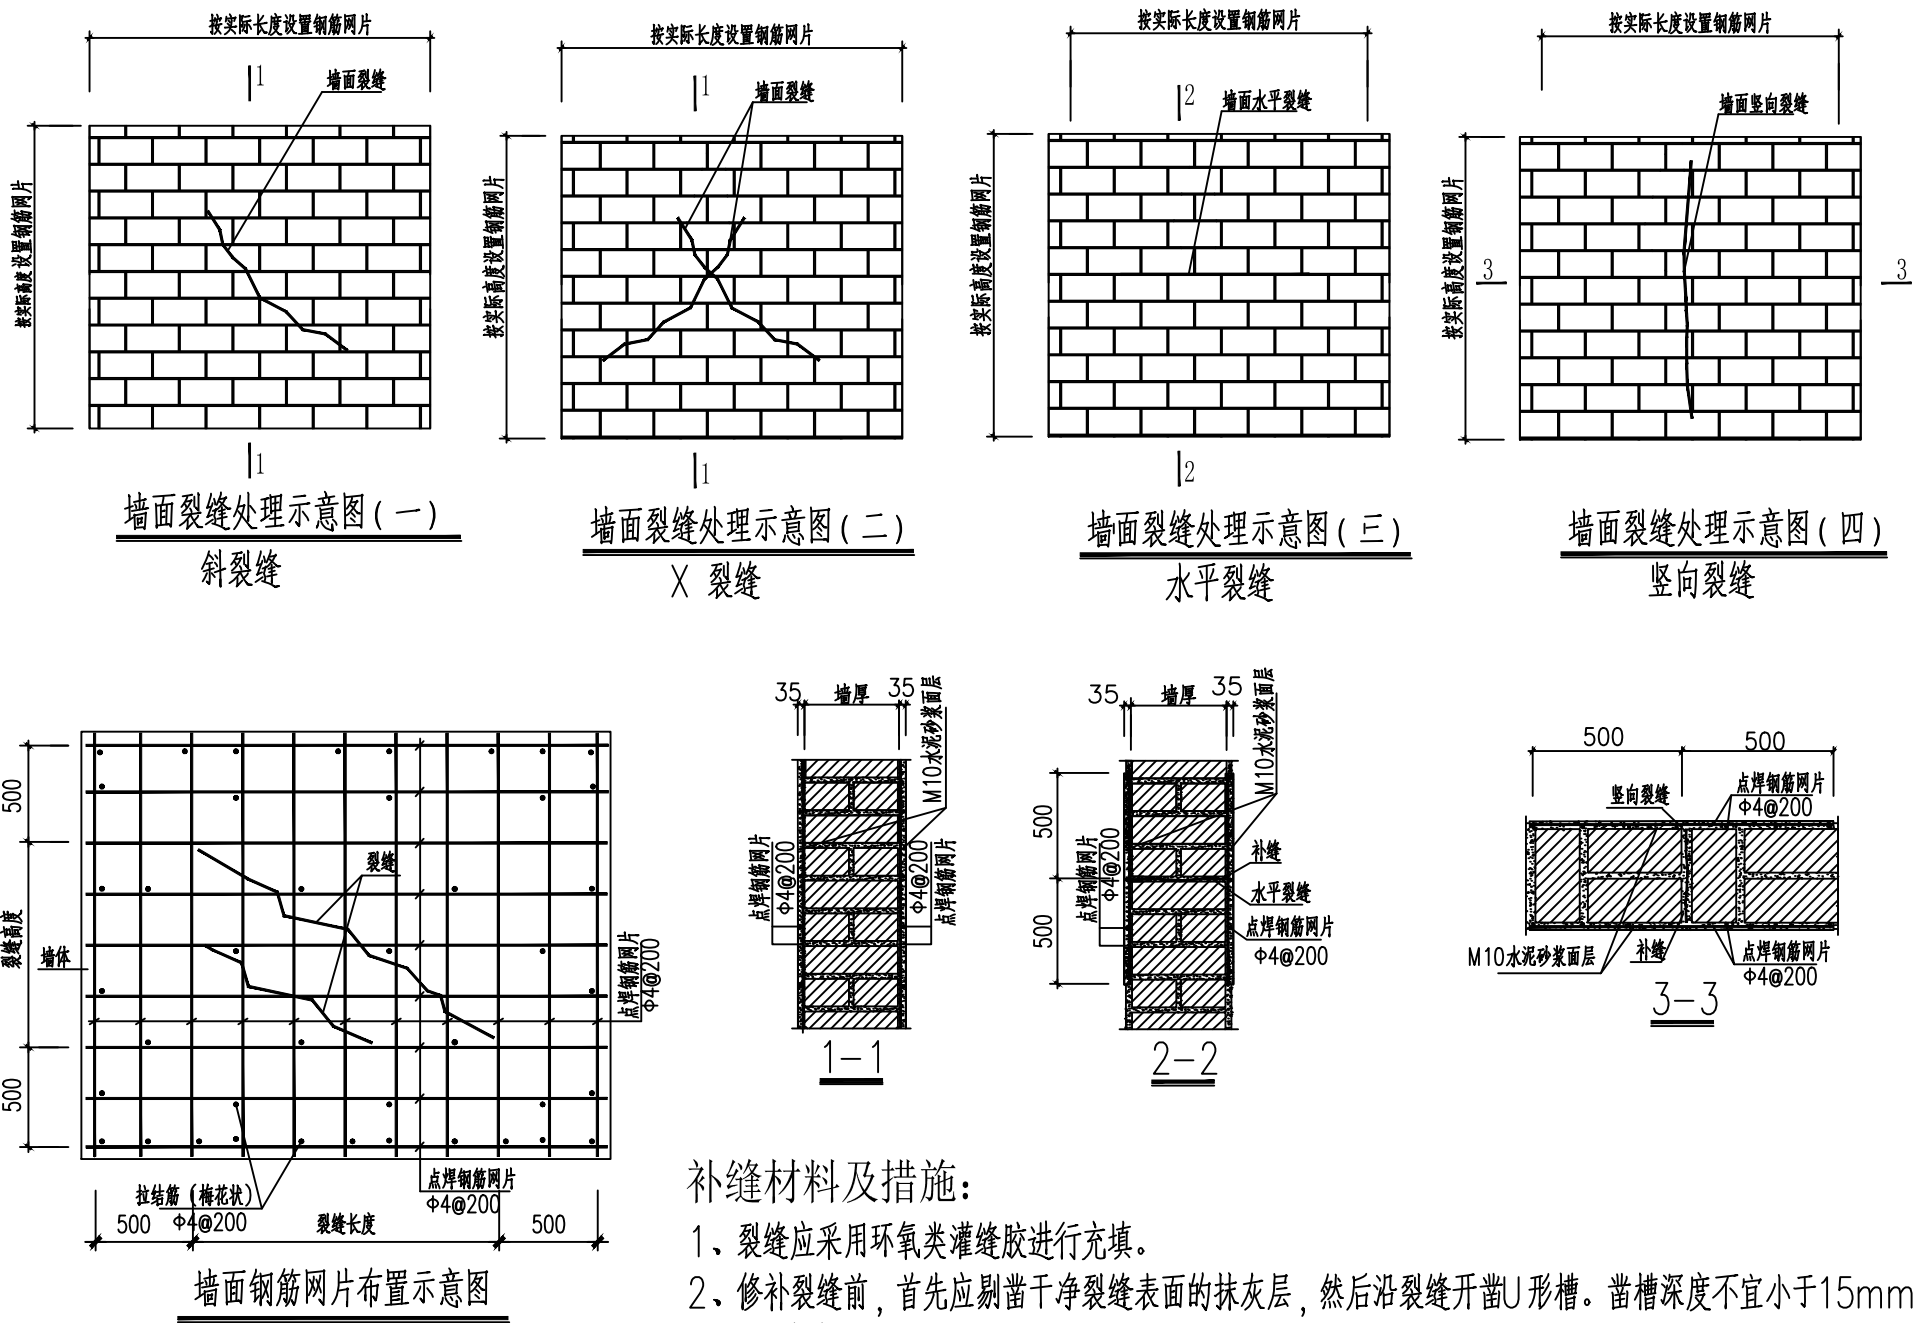 按实际长度设置钢筋网片
按实际长度设置钢筋网片
按实际长度设置钢筋网片
按实际长度设置钢筋网片
1
墙面裂缝
1
墙面裂缝
2
墙面水平裂缝
墙面竖向裂缝
按实际高度设置钢筋网片
按实际高度设置钢筋网片
按实际高度设置钢筋网片
按实际高度设置钢筋网片
3
3
1
1
2
墙面裂缝处理示意图(一)
斜裂缝
墙面裂缝处理示意图(二)
X 裂缝
墙面裂缝处理示意图(三)
水平裂缝
墙面裂缝处理示意图(四)
竖向裂缝
500
裂缝高度
500
墙体
裂缝
点焊钢筋网片
Φ4@200
拉结筋(梅花状)
Φ4@200
点焊钢筋网片
Φ4@200
500
裂缝长度
500
墙面钢筋网片布置示意图
35
墙厚
35
M10水泥砂浆面层
点焊钢筋网片
Φ4@200
Φ4@200
点焊钢筋网片
1-1
35
墙厚
35
M10水泥砂浆面层
500
500
点焊钢筋网片
Φ4@200
补缝
水平裂缝
点焊钢筋网片
Φ4@200
2-2
500
500
竖向裂缝
点焊钢筋网片
Φ4@200
M10水泥砂浆面层
补缝
点焊钢筋网片
Φ4@200
3-3
补缝材料及措施:
1、裂缝应采用环氧类灌缝胶进行充填。
2、修补裂缝前,首先应剔凿干净裂缝表面的抹灰层,然后沿裂缝开凿U形槽。凿槽深度不宜小于15mm